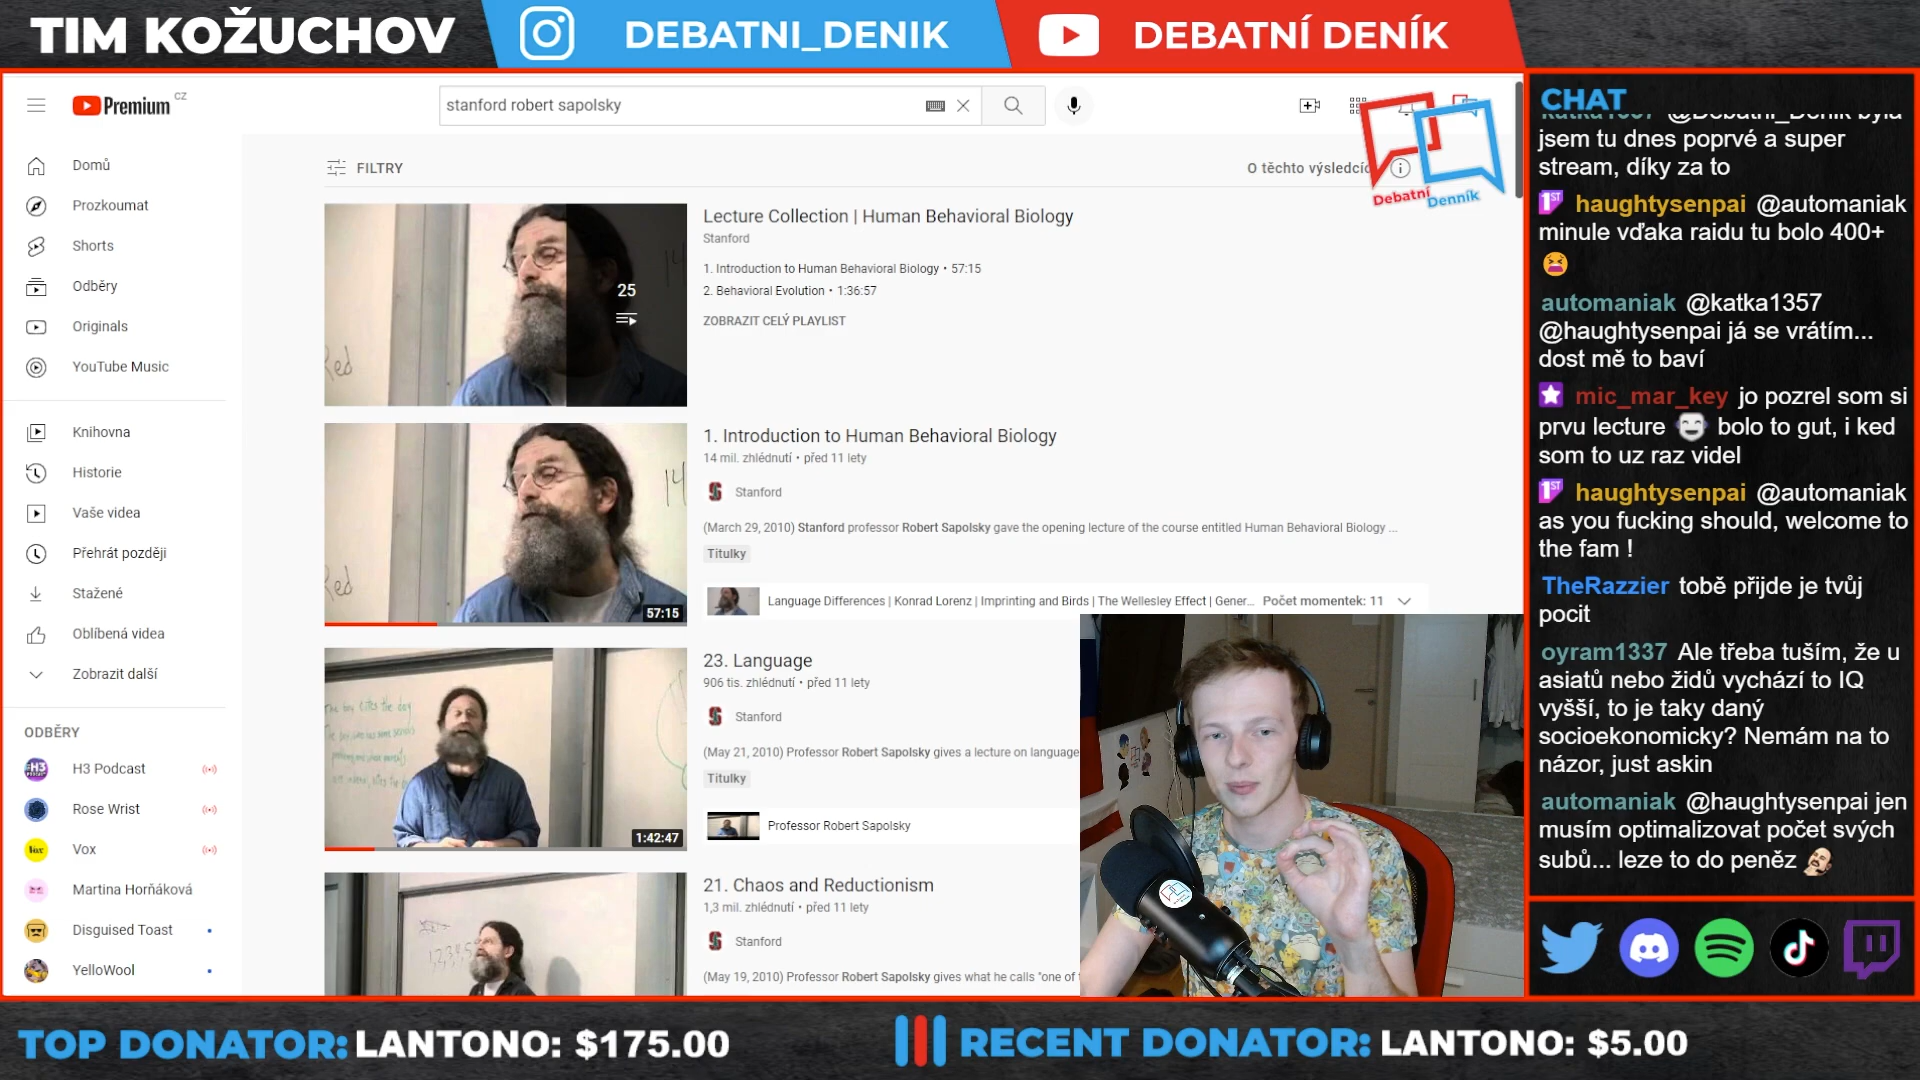 TIM KOŽUCHOV
DEBATNI_DENIK
DEBATNÍ DENÍK
Premium CZ
stanford robert sapolsky
Debatní
Denník
Domů
Prozkoumat
Shorts
Odběry
Originals
YouTube Music
Knihovna
Historie
Vaše videa
Přehrát později
Stažené
Oblíbená videa
Zobrazit další
ODBĚRY
H3 Podcast
Rose Wrist
Vox
Martina Horňáková
Disguised Toast
YelloWool
FILTRY
O těchto výsledcíc
Lecture Collection | Human Behavioral Biology
Stanford
1. Introduction to Human Behavioral Biology • 57:15
2. Behavioral Evolution • 1:36:57
ZOBRAZIT CELÝ PLAYLIST
25
1. Introduction to Human Behavioral Biology
14 mil. zhlédnutí • před 11 lety
Stanford
(March 29, 2010) Stanford professor Robert Sapolsky gave the opening lecture of the course entitled Human Behavioral Biology ...
Titulky
Language Differences | Konrad Lorenz | Imprinting and Birds | The Wellesley Effect | Gener... Počet momentek: 11
57:15
23. Language
906 tis. zhlédnutí • před 11 lety
Stanford
(May 21, 2010) Professor Robert Sapolsky gives a lecture on language
Titulky
Professor Robert Sapolsky
1:42:47
21. Chaos and Reductionism
1,3 mil. zhlédnutí • před 11 lety
Stanford
(May 19, 2010) Professor Robert Sapolsky gives what he calls "one of
CHAT
katka1357 @Debatni_Denik byla
jsem tu dnes poprvé a super
stream, díky za to
1ST haughtysenpai @automaniak
minule vďaka raidu tu bolo 400+
automaniak @katka1357
@haughtysenpai já se vrátím...
dost mě to baví
mic_mar_key jo pozrel som si
prvu lecture bolo to gut, i ked
som to uz raz videl
1ST haughtysenpai @automaniak
as you fucking should, welcome to
the fam !
TheRazzier tobě přijde je tvůj
pocit
oyram1337 Ale třeba tuším, že u
asiatů nebo židů vychází to IQ
vyšší, to je taky daný
socioekonomicky? Nemám na to
názor, just askin
automaniak @haughtysenpai jen
musím optimalizovat počet svých
subů... leze to do peněz
TOP DONATOR: LANTONO: $175.00
RECENT DONATOR: LANTONO: $5.00